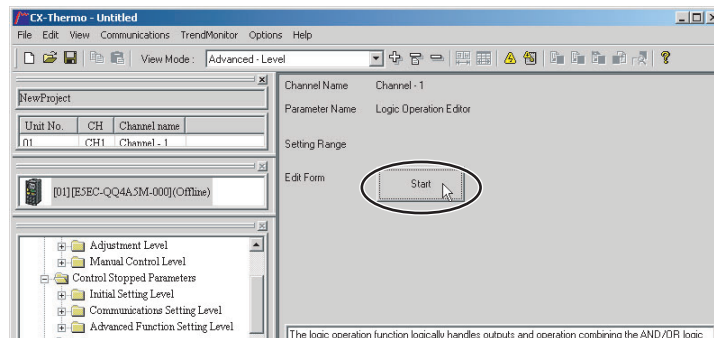 CX-Thermo - Untitled
File Edit View Communications TrendMonitor Options Help
View Mode : Advanced - Level
NewProject
Unit No. CH Channel name
01 CH1 Channel - 1
[01][E5EC-QQ4A5M-000](Offline)
Adjustment Level
Manual Control Level
Control Stopped Parameters
Initial Setting Level
Communications Setting Level
Advanced Function Setting Level
Channel Name Channel - 1
Parameter Name Logic Operation Editor
Setting Range
Edit Form Start
The logic operation function logically handles outputs and operation combining the AND/OR logic